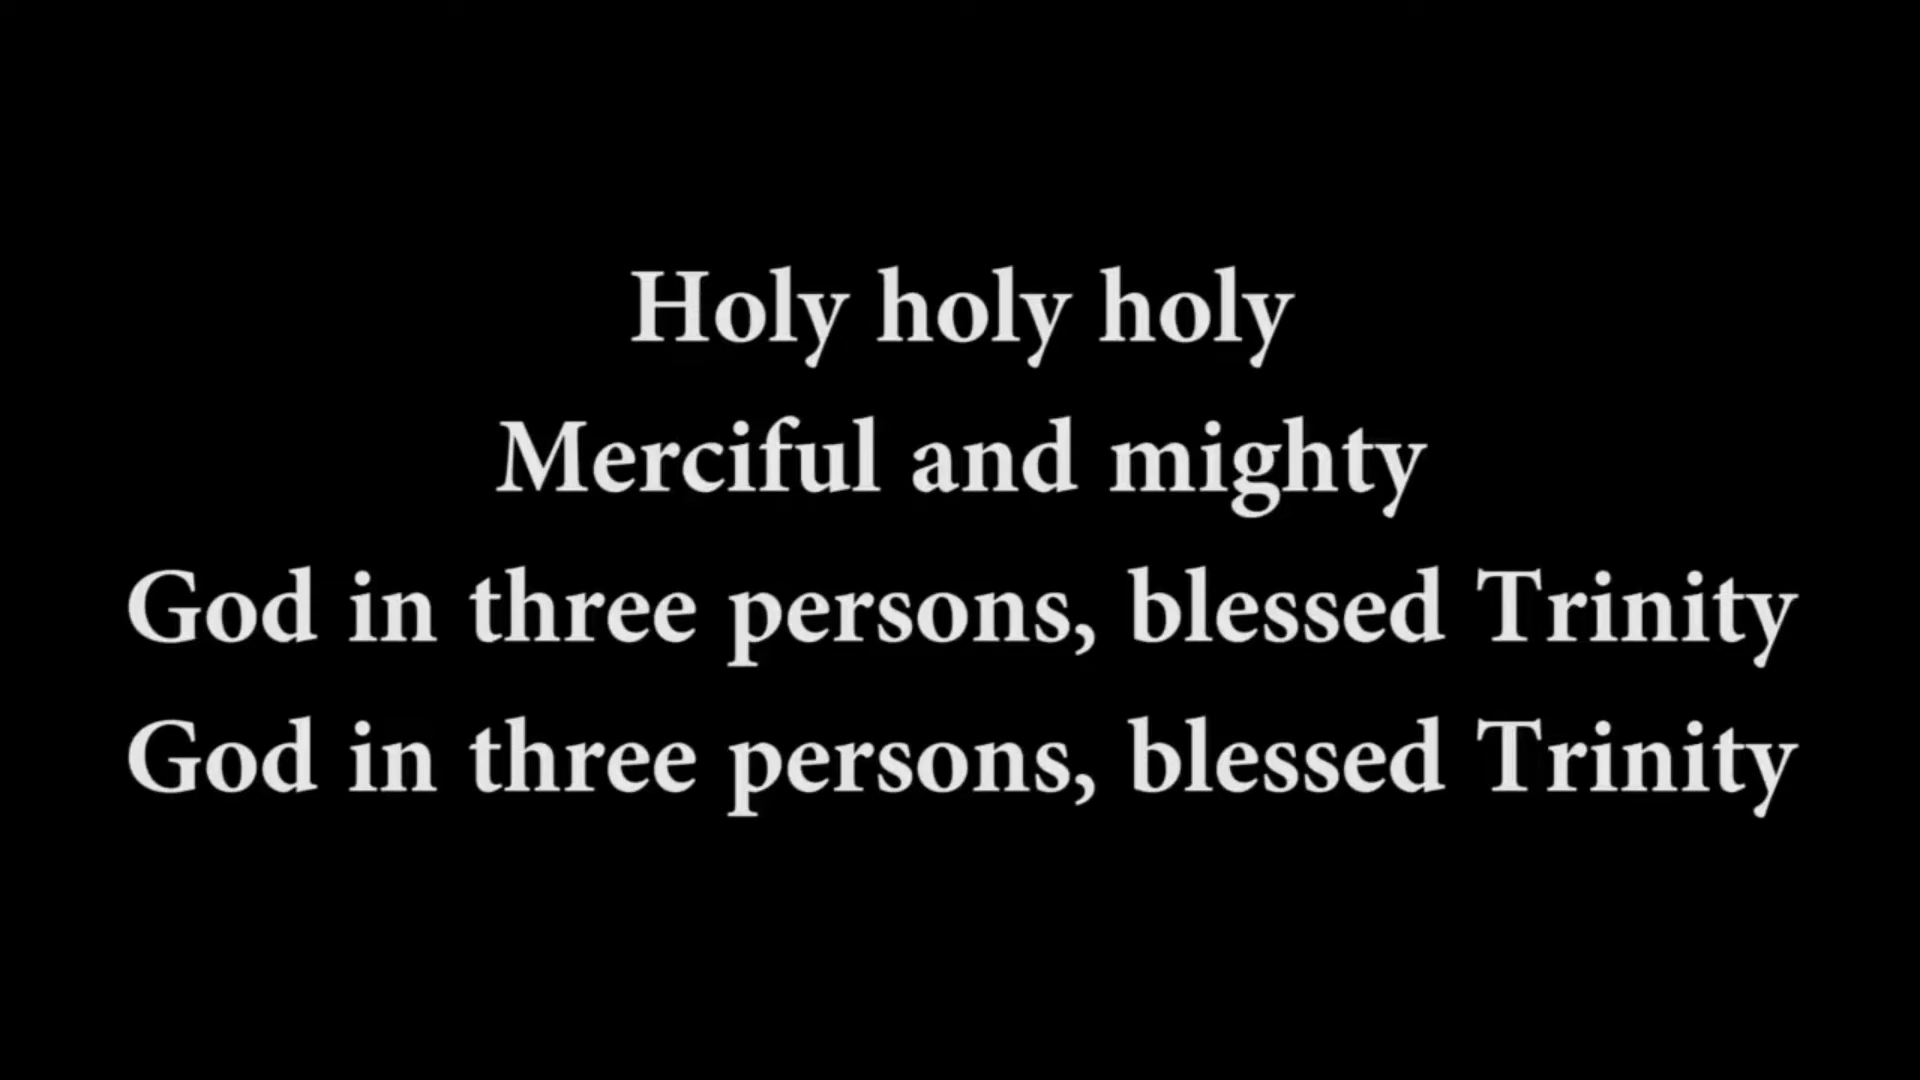 Holy holy holy
Merciful and mighty
God in three persons, blessed Trinity
God in three persons, blessed Trinity